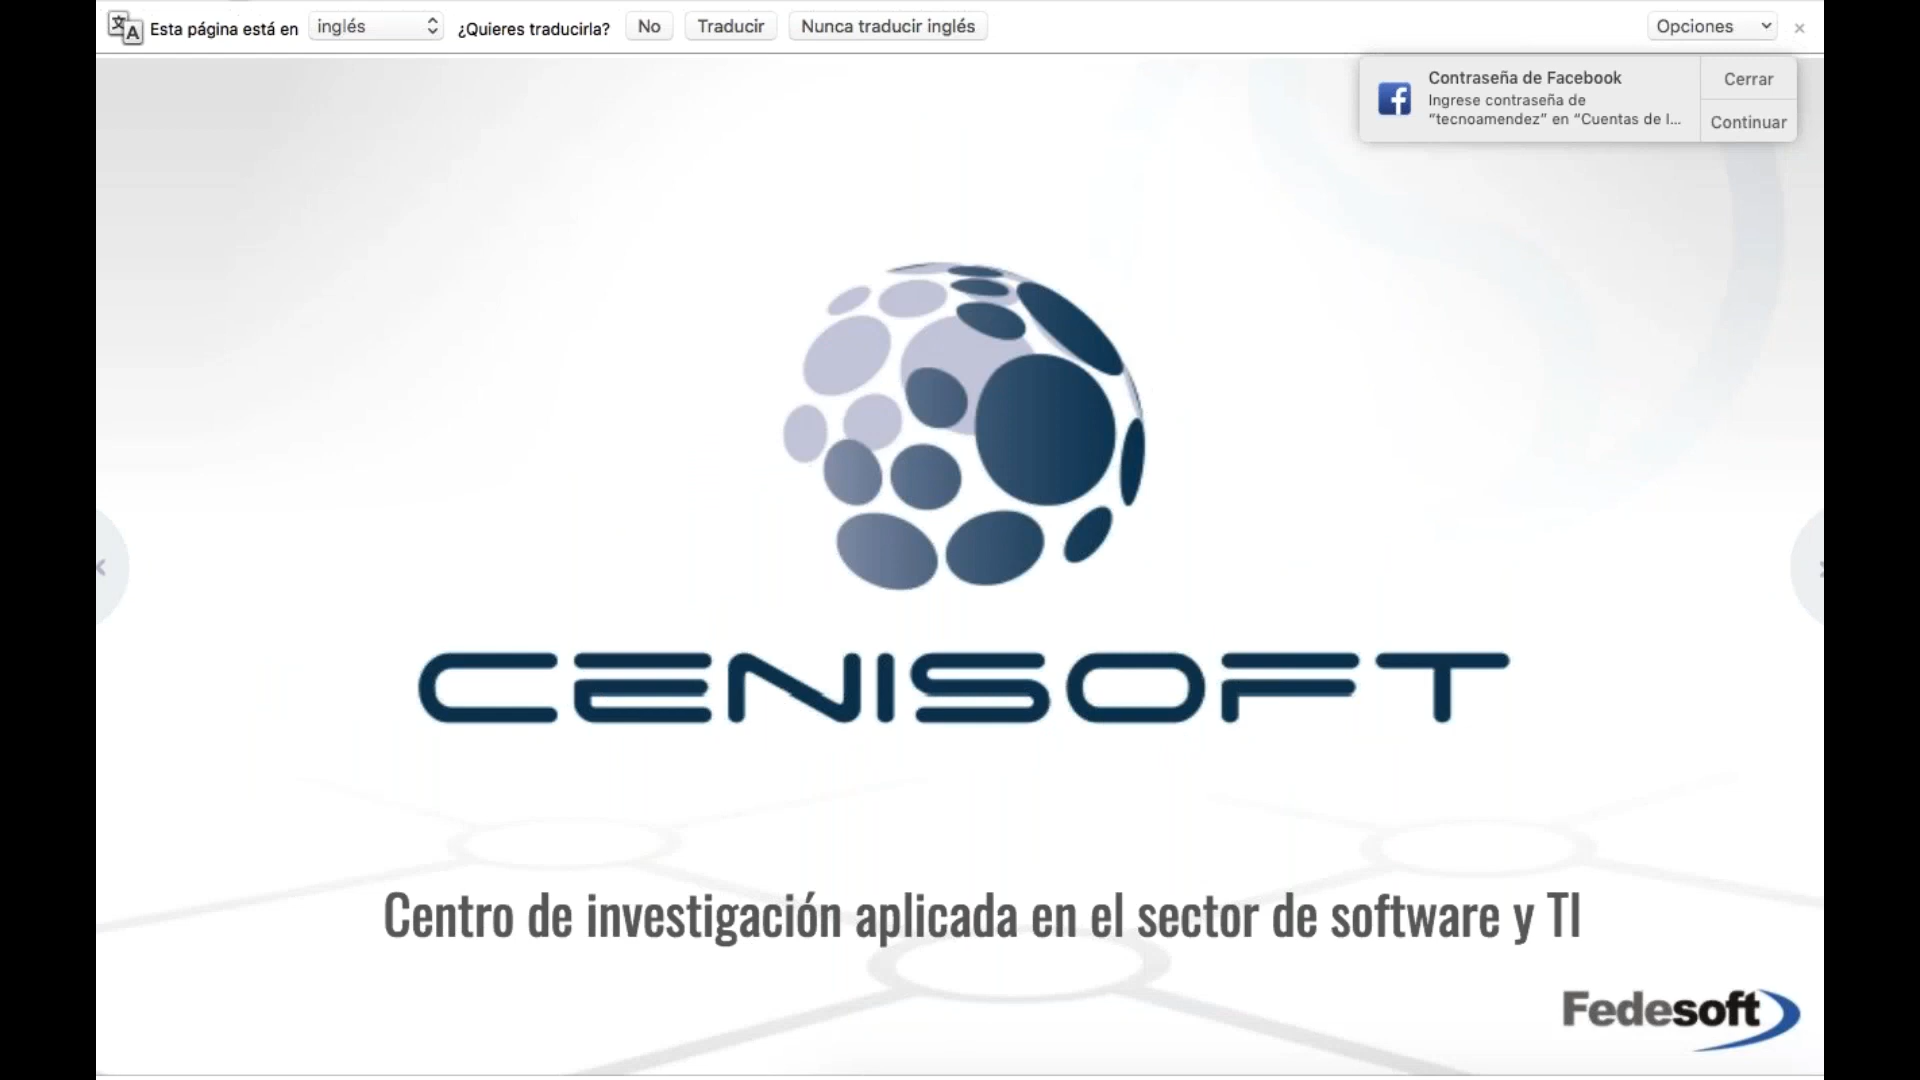 Esta página está en inglés ¿Quieres traducirla? No Traducir Nunca traducir inglés Opciones
Contraseña de Facebook
Ingrese contraseña de
“tecnoamendez” en “Cuentas de I...
Cerrar
Continuar
CENISOFT
Centro de investigación aplicada en el sector de software y TI
Fedesoft